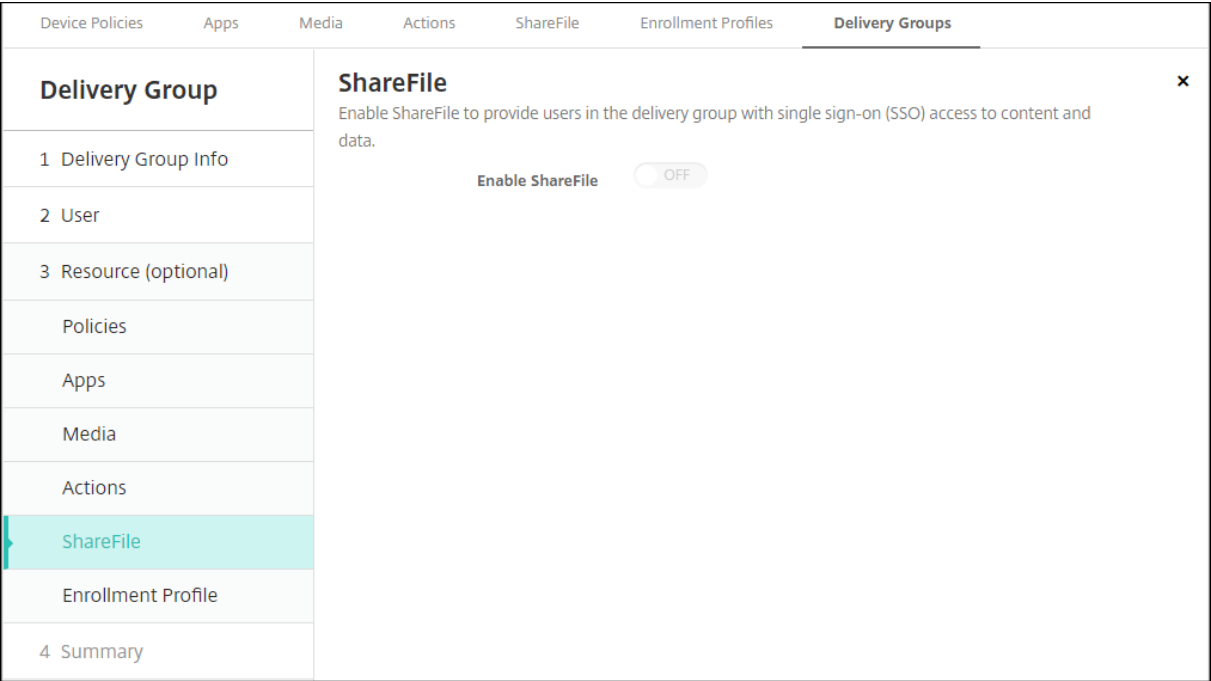 Device Policies Apps Media Actions ShareFile Enrollment Profiles Delivery Groups
Delivery Group
1 Delivery Group Info
2 User
3 Resource (optional)
Policies
Apps
Media
Actions
ShareFile
Enrollment Profile
4 Summary
ShareFile
Enable ShareFile to provide users in the delivery group with single sign-on (SSO) access to content and
data.
Enable ShareFile OFF